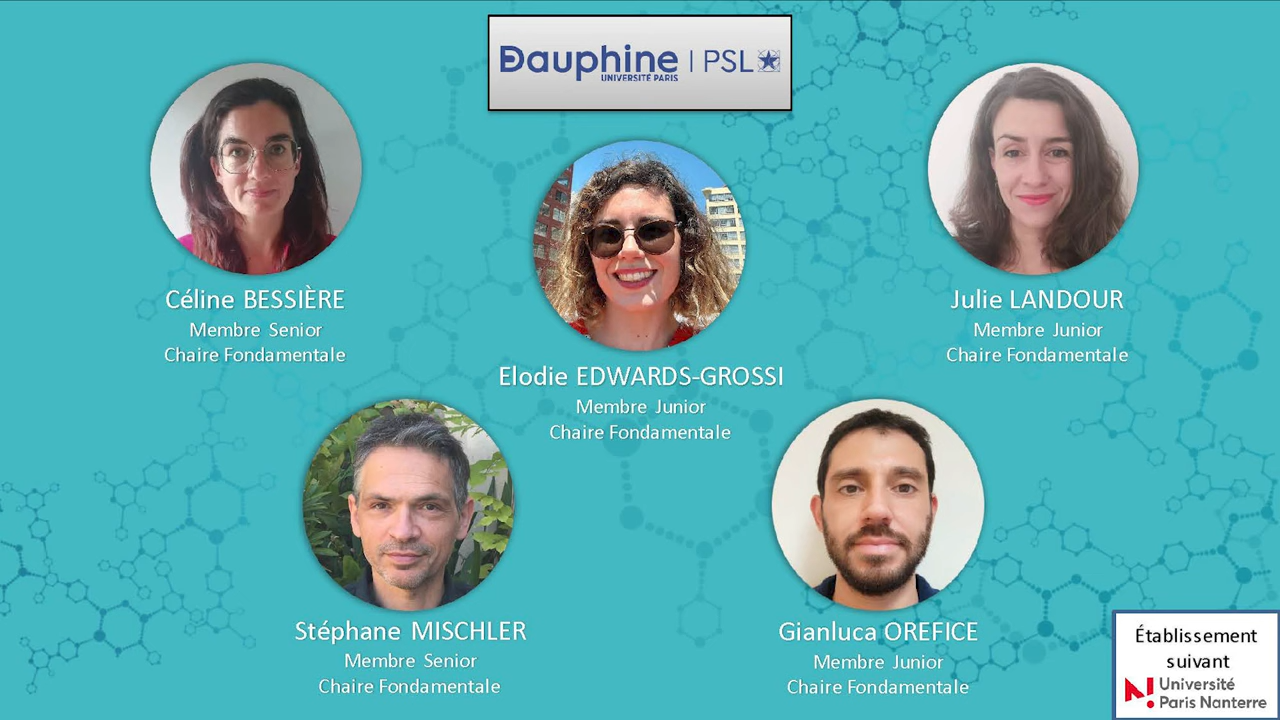 Dauphine | PSL
UNIVERSITÉ PARIS
Céline BESSIÈRE
Membre Senior
Chaire Fondamentale
Elodie EDWARDS-GROSSI
Membre Junior
Chaire Fondamentale
Julie LANDOUR
Membre Junior
Chaire Fondamentale
Stéphane MISCHLER
Membre Senior
Chaire Fondamentale
Gianluca OREFICE
Membre Junior
Chaire Fondamentale
Établissement
suivant
Université
Paris Nanterre